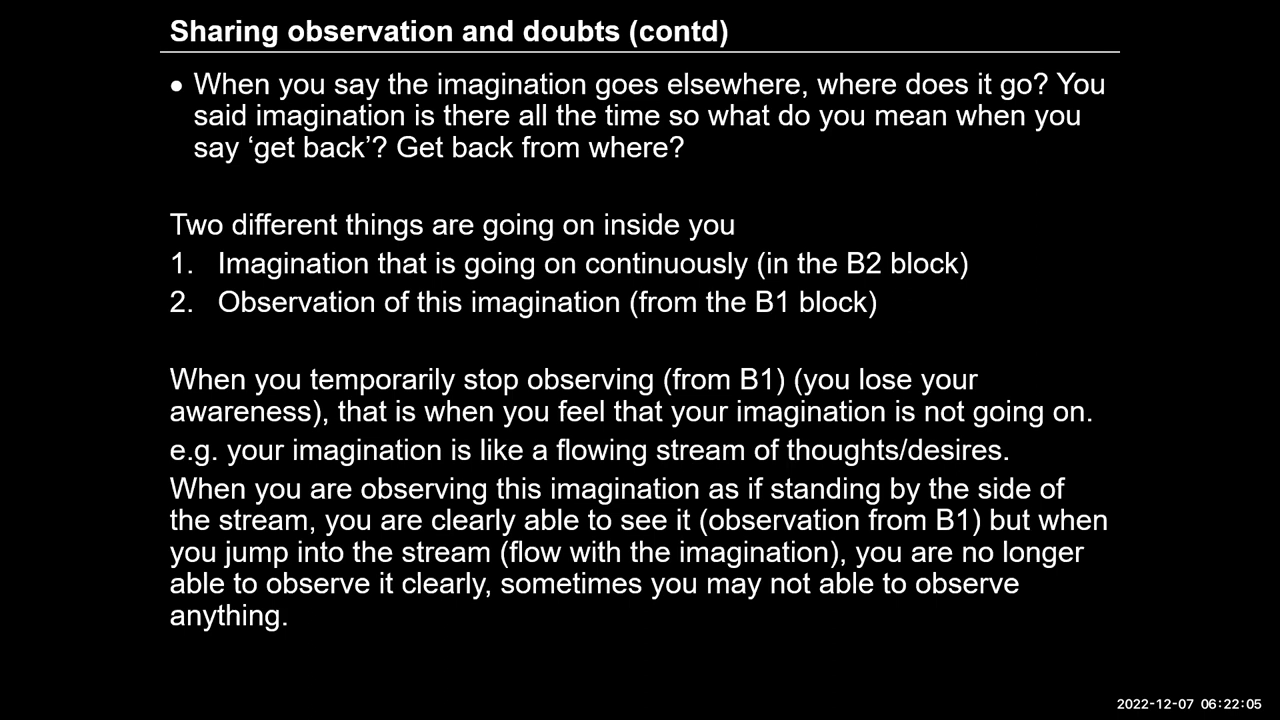 Sharing observation and doubts (contd)
• When you say the imagination goes elsewhere, where does it go? You
said imagination is there all the time so what do you mean when you
say ‘get back’? Get back from where?
Two different things are going on inside you
1. Imagination that is going on continuously (in the B2 block)
2. Observation of this imagination (from the B1 block)
When you temporarily stop observing (from B1) (you lose your
awareness), that is when you feel that your imagination is not going on.
e.g. your imagination is like a flowing stream of thoughts/desires.
When you are observing this imagination as if standing by the side of
the stream, you are clearly able to see it (observation from B1) but when
you jump into the stream (flow with the imagination), you are no longer
able to observe it clearly, sometimes you may not able to observe
anything.
2022-12-07 06:22:05